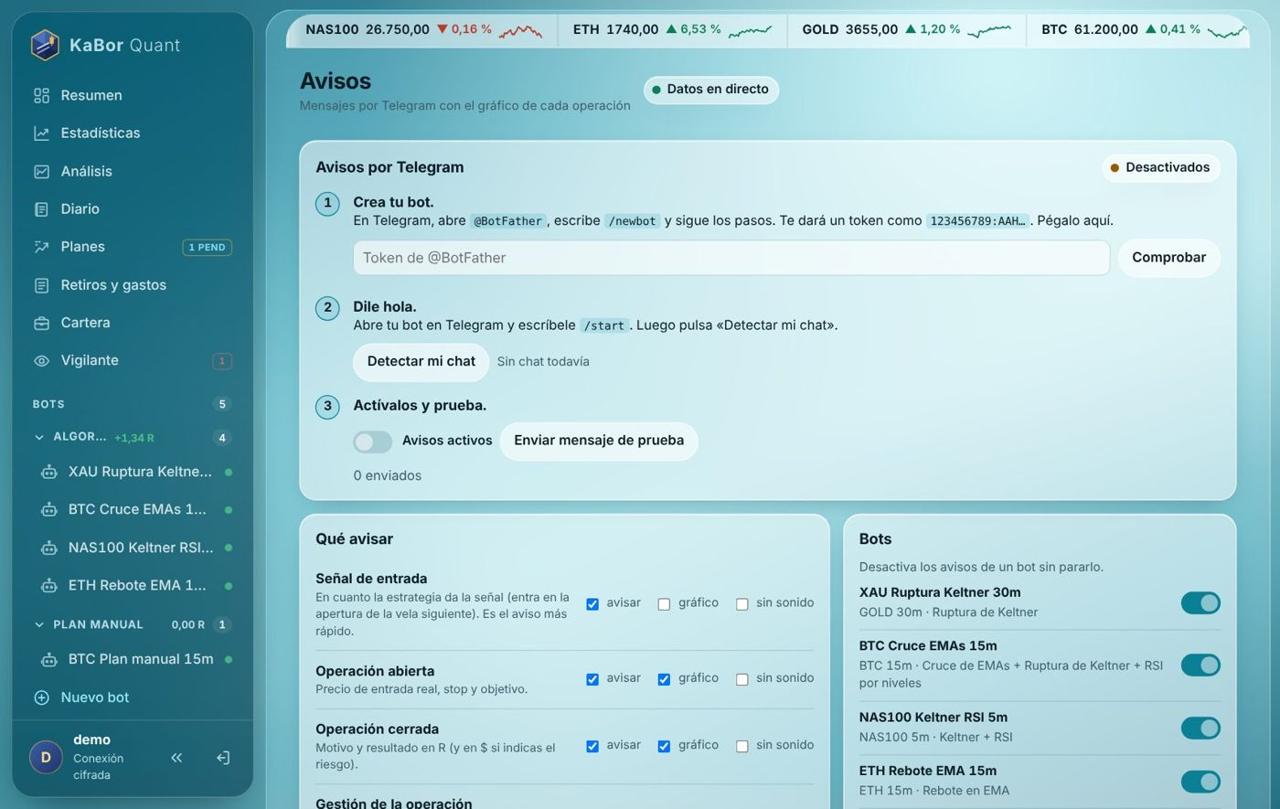 KaBor Quant
Resumen
Estadísticas
Análisis
Diario
Planes 1 PEND
Retiros y gastos
Cartera
Vigilante 1
BOTS 5
ALGOR... +1,34 R 4
XAU Ruptura Keltne...
BTC Cruce EMAs 1...
NAS100 Keltner RSI...
ETH Rebote EMA 1...
PLAN MANUAL 0,00 R 1
BTC Plan manual 15m
Nuevo bot
D demo
Conexión
cifrada
NAS100 26.750,00 ▼ 0,16 % ETH 1740,00 ▲ 6,53 % GOLD 3655,00 ▲ 1,20 % BTC 61.200,00 ▲ 0,41 %
Avisos
Mensajes por Telegram con el gráfico de cada operación
Datos en directo
Avisos por Telegram
Desactivados
1 Crea tu bot.
En Telegram, abre @BotFather, escribe /newbot y sigue los pasos. Te dará un token como 123456789:AAH…. Pégalo aquí.
Token de @BotFather
Comprobar
2 Dile hola.
Abre tu bot en Telegram y escríbele /start. Luego pulsa «Detectar mi chat».
Detectar mi chat Sin chat todavía
3 Actívalos y prueba.
Avisos activos Enviar mensaje de prueba
0 enviados
Qué avisar
Señal de entrada
En cuanto la estrategia da la señal (entra en la
apertura de la vela siguiente). Es el aviso más
rápido.
avisar gráfico sin sonido
Operación abierta
Precio de entrada real, stop y objetivo.
avisar gráfico sin sonido
Operación cerrada
Motivo y resultado en R (y en $ si indicas el
riesgo).
avisar gráfico sin sonido
Gestión de la operación
Bots
Desactiva los avisos de un bot sin pararlo.
XAU Ruptura Keltner 30m
GOLD 30m · Ruptura de Keltner
BTC Cruce EMAs 15m
BTC 15m · Cruce de EMAs + Ruptura de Keltner + RSI
por niveles
NAS100 Keltner RSI 5m
NAS100 5m · Keltner + RSI
ETH Rebote EMA 15m
ETH 15m · Rebote en EMA